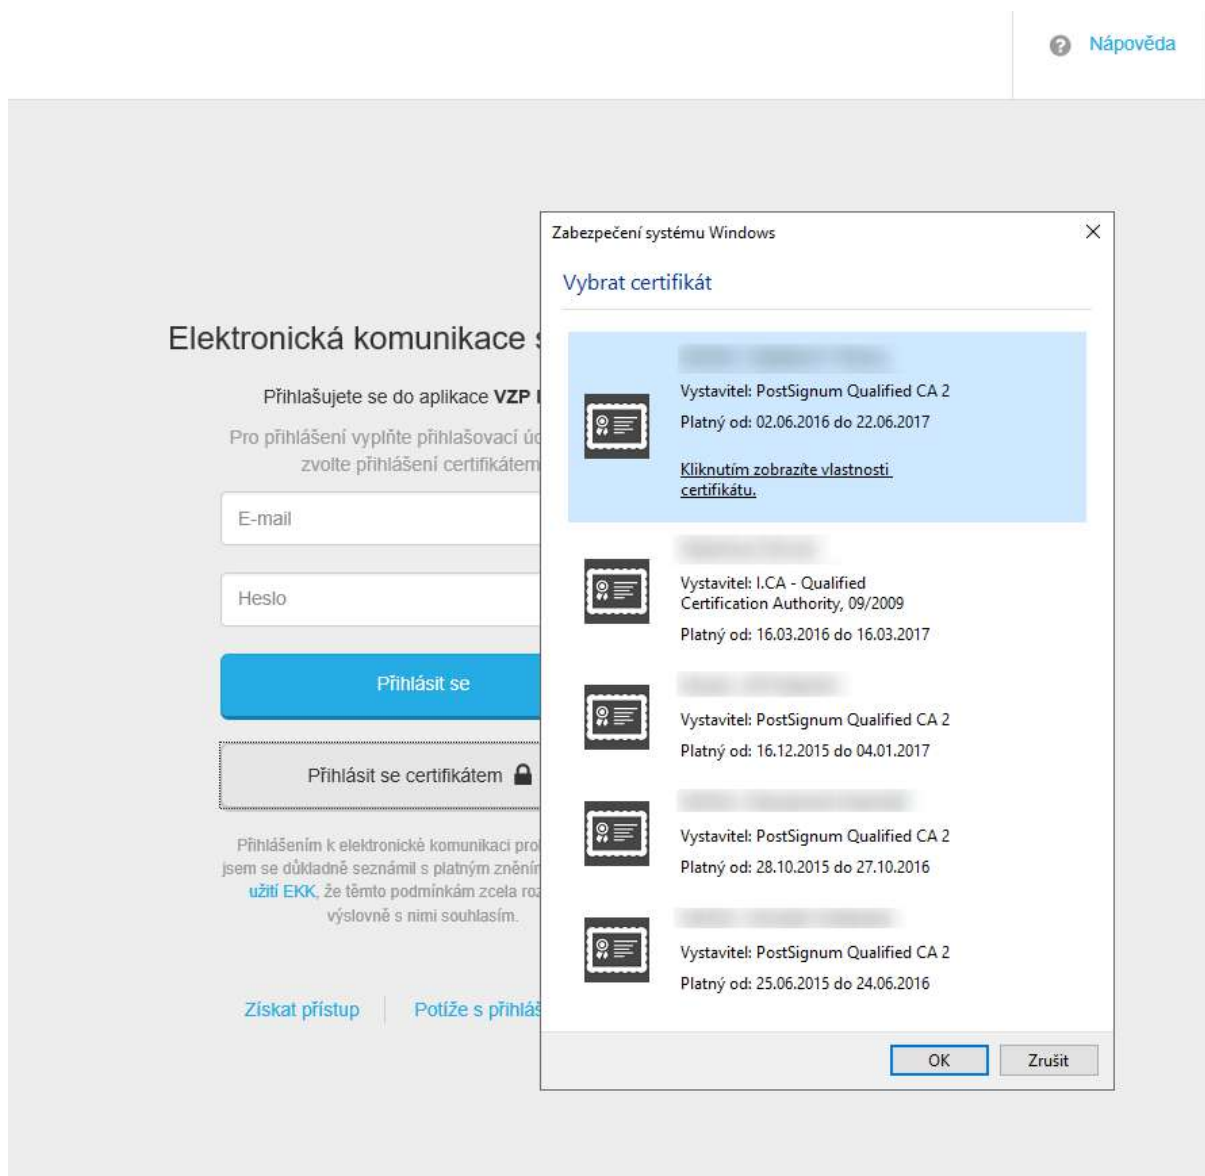 Nápověda
Zabezpečení systému Windows
Vybrat certifikát
Elektronická komunikace
Přihlašujete se do aplikace VZP
Pro přihlášení vyplňte přihlašovací
zvolte přihlášení certifikátem
E-mail
Heslo
Přihlásit se
Přihlásit se certifikátem
Přihlášením k elektronické komunikaci
jsem se důkladně seznámil s platným
užití EKK, že těmto podmínkám zcela
výslovně s nimi souhlasím.
Získat přístup
Potíže s
Vystavitel: PostSignum Qualified CA 2
Platný od: 02.06.2016 do 22.06.2017
Kliknutím zobrazíte vlastnosti
certifikátu.
Vystavitel: I.CA - Qualified
Certification Authority, 09/2009
Platný od: 16.03.2016 do 16.03.2017
Vystavitel: PostSignum Qualified CA 2
Platný od: 16.12.2015 do 04.01.2017
Vystavitel: PostSignum Qualified CA 2
Platný od: 28.10.2015 do 27.10.2016
Vystavitel: PostSignum Qualified CA 2
Platný od: 25.06.2015 do 24.06.2016
OK
Zrušit